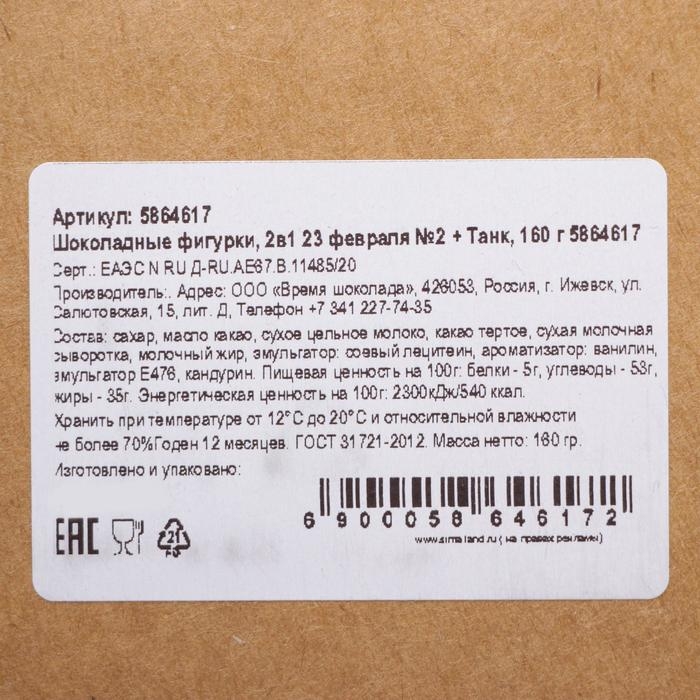 Артикул: 5864617
Шоколадные фигурки, 2в1 23 февраля №2 + Танк, 160 г 5864617
Серт.: ЕАЭС N RU Д-RU.АЕ67.В.11485/20
Производитель:. Адрес: ООО «Время шоколада», 426053, Россия, г. Ижевск, ул.
Салютовская, 15, лит. Д, Телефон +7 341 227-74-35
Состав: сахар, масло какао, сухое цельное молоко, какао тертое, сухая молочная
сыворотка, молочный жир, эмульгатор: соевый лецитеин, ароматизатор: ванилин,
эмульгатор Е476, кандурин. Пищевая ценность на 100г: белки - 5г, углеводы - 53г,
жиры - 35г. Энергетическая ценность на 100г: 2300кДж/540 ккал.
Хранить при температуре от 12°С до 20°С и относительной влажности
не более 70%Годен 12 месяцев. ГОСТ 31721-2012. Масса нетто: 160 гр.
Изготовлено и упаковано:
6 900058 646172
www.sima-land.ru ( на правах рекламы)
EAC 21